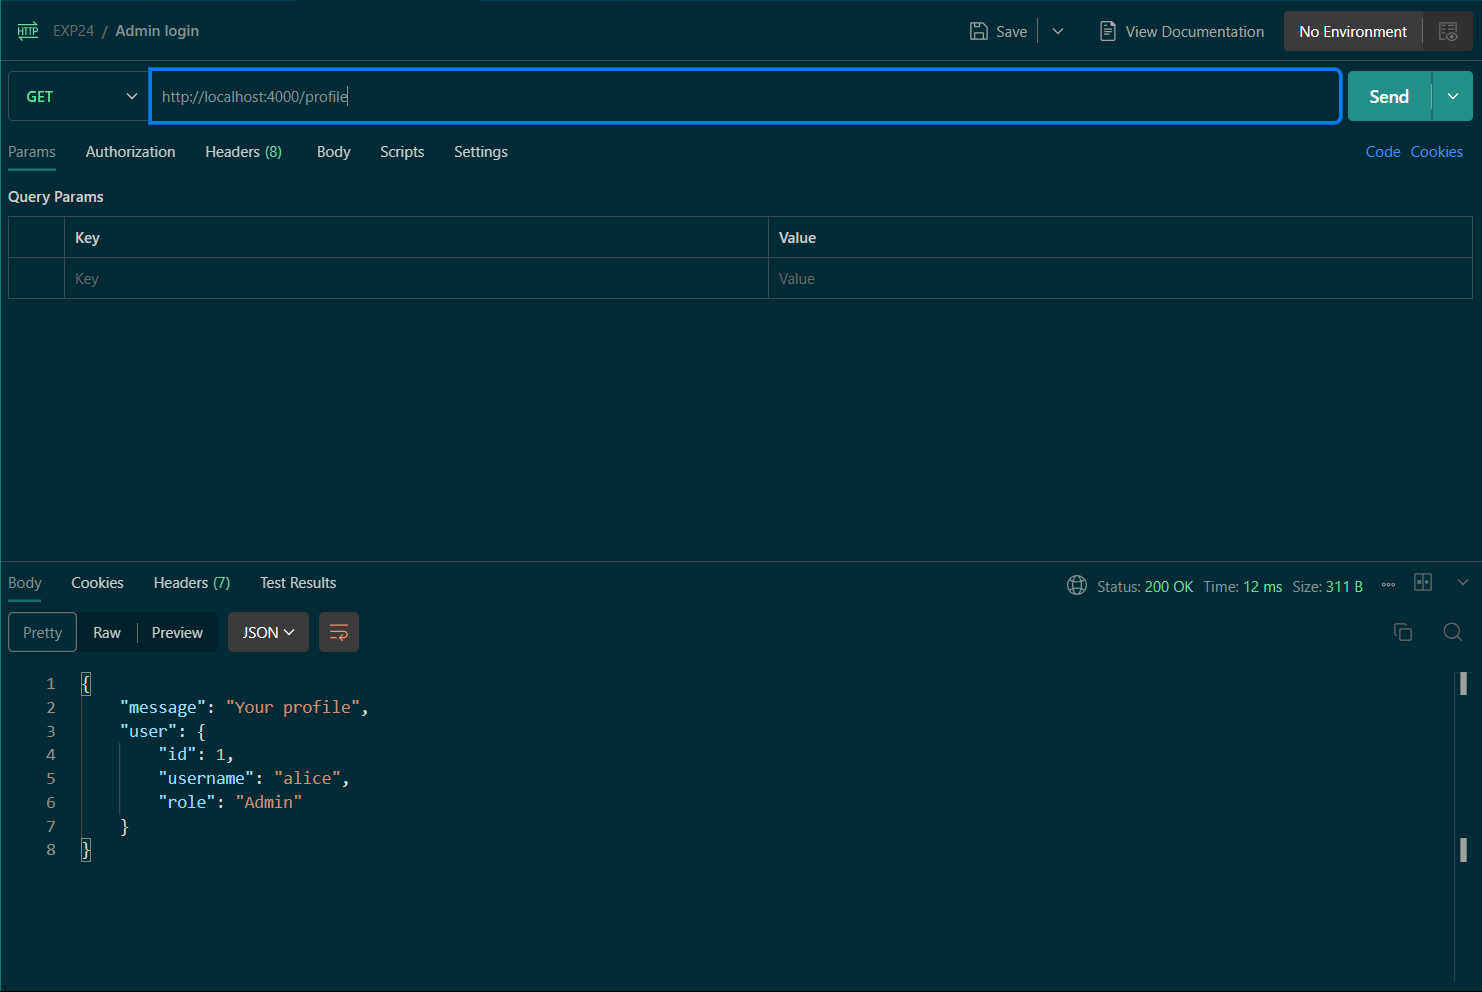 HTTP EXP24 / Admin login Save View Documentation No Environment
GET http://localhost:4000/profile Send
Params Authorization Headers (8) Body Scripts Settings Code Cookies
Query Params
Key Value
Key Value
Body Cookies Headers (7) Test Results Status: 200 OK Time: 12 ms Size: 311 B
Pretty Raw Preview JSON
1 {
2 "message": "Your profile",
3 "user": {
4 "id": 1,
5 "username": "alice",
6 "role": "Admin"
7 }
8 }